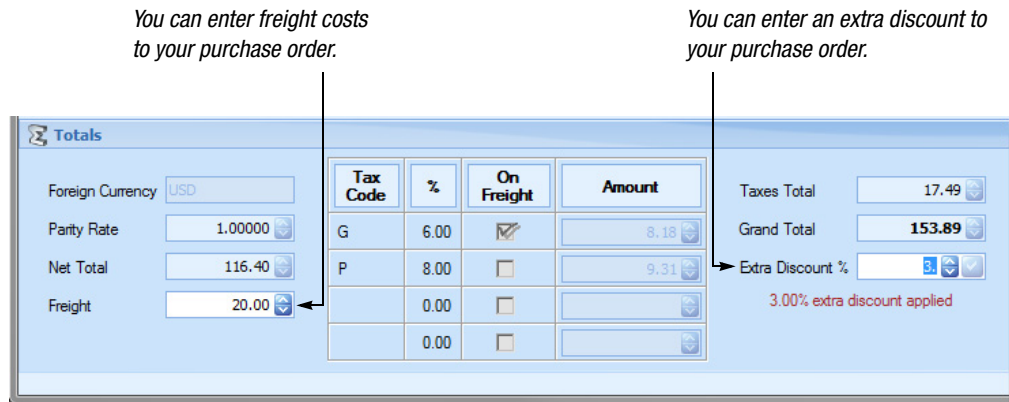 You can enter freight costs
to your purchase order.
You can enter an extra discount to
your purchase order.
Totals
Foreign Currency USD
Parity Rate 1.00000
Net Total 116.40
Freight 20.00
Tax Code % On Freight Amount
G 6.00 8.18
P 8.00 9.31
0.00
0.00
Taxes Total 17.49
Grand Total 153.89
Extra Discount % 3.
3.00% extra discount applied